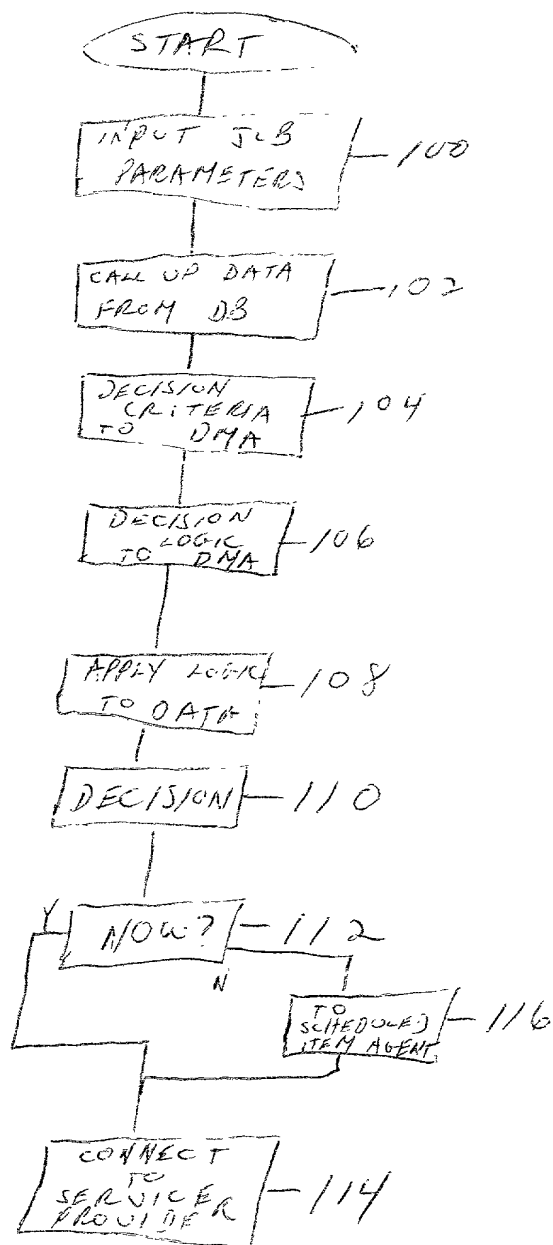 START
INPUT JOB
PARAMETERS
100
CALL UP DATA
FROM DB
102
DECISION
CRITERIA
TO DMA
104
DECISION
LOGIC
TO DMA
106
APPLY LOGIC
TO DATA
108
DECISION
110
Y
NOW?
112
N
TO
SCHEDULED
ITEM AGENT
116
CONNECT
TO
SERVICE
PROVIDER
114